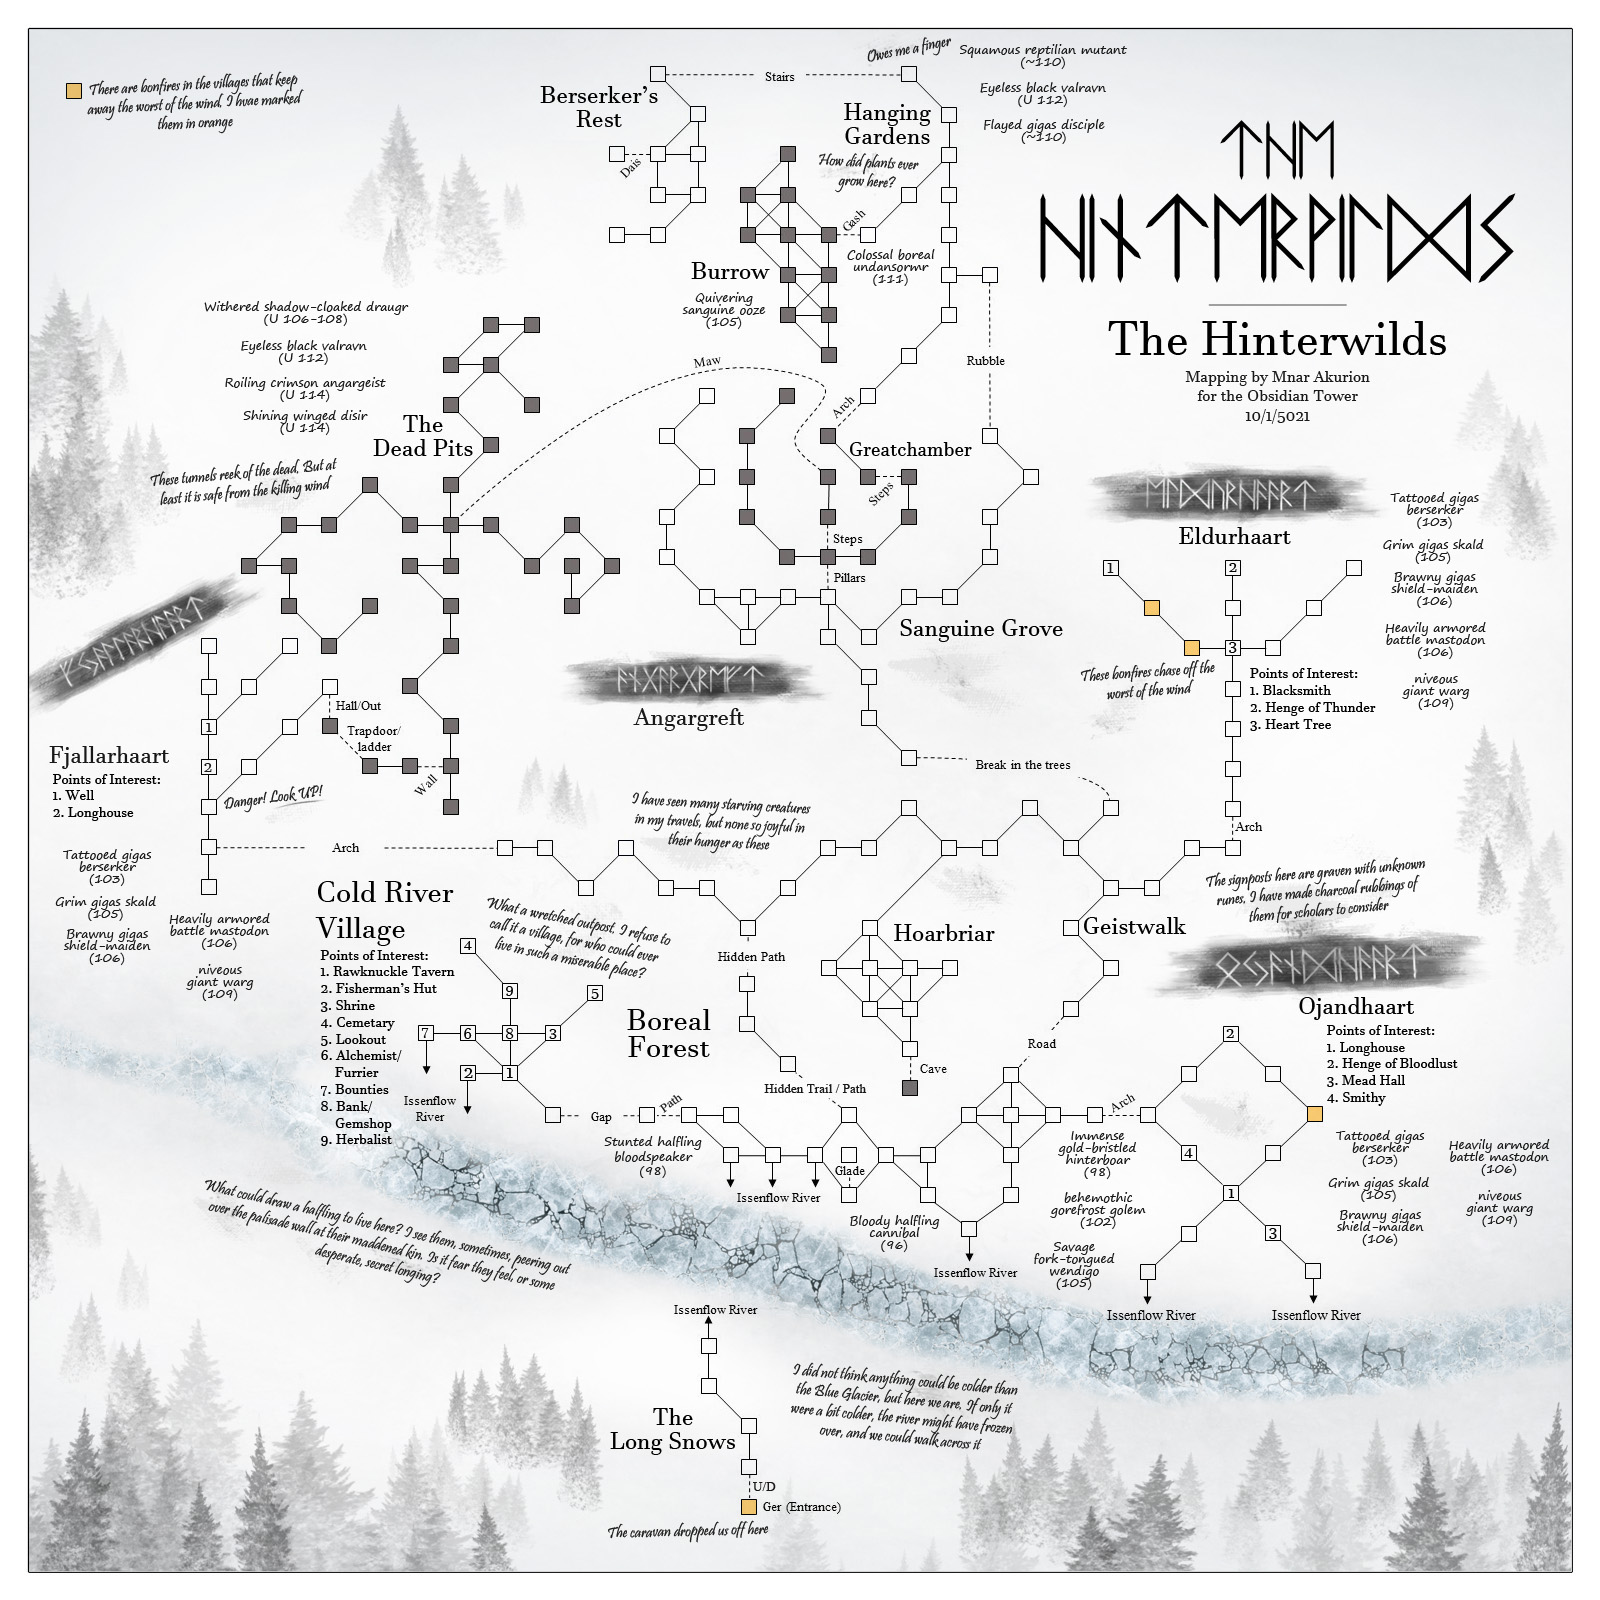 There are bonfires in the villages that keep
away the worst of the wind. I hvae marked
them in orange
Berserker's
Rest
Stairs
Dais
Owes me a finger
Squamous reptilian mutant
(~110)
Eyeless black valravn
(U 112)
Flayed gigas disciple
(~110)
Hanging
Gardens
How did plants ever
grow here?
Gash
Colossal boreal
undansormr
(111)
Burrow
Quivering
sanguine ooze
(105)
Rubble
The Hinterwilds
Mapping by Mnar Akurion
for the Obsidian Tower
10/1/5021
Withered shadow-cloaked draugr
(U 106-108)
Eyeless black valravn
(U 112)
Roiling crimson angargeist
(U 114)
Shining winged disir
(U 114)
The
Dead Pits
These tunnels reek of the dead. But at
least it is safe from the killing wind
Maw
Arch
Greatchamber
Steps
Steps
Pillars
Sanguine Grove
ᚠᛃᚨᛚᛚᚨᚱᚺᚨᚨᚱᛏ
Fjallarhaart
Points of Interest:
1. Well
2. Longhouse
1
2
Hall/Out
Trapdoor/
ladder
Wall
Danger! Look UP!
Tattooed gigas
berserker
(103)
Grim gigas skald
(105)
Brawny gigas
shield-maiden
(106)
Heavily armored
battle mastodon
(106)
niveous
giant warg
(109)
ᚨᚾᚷᚨᚱᚷᚱᛖᚠᛏ
Angargreft
Break in the trees
ᛖᛚᛞᚢᚱᚺᚨᚨᚱᛏ
Eldurhaart
1
2
3
These bonfires chase off the
worst of the wind
Points of Interest:
1. Blacksmith
2. Henge of Thunder
3. Heart Tree
Tattooed gigas
berserker
(103)
Grim gigas skald
(105)
Brawny gigas
shield-maiden
(106)
Heavily armored
battle mastodon
(106)
niveous
giant warg
(109)
Arch
Arch
I have seen many starving creatures
in my travels, but none so joyful in
their hunger as these
The signposts here are graven with unknown
runes. I have made charcoal rubbings of
them for scholars to consider
Geistwalk
Hoarbriar
Cave
Road
Hidden Path
Boreal
Forest
Hidden Trail / Path
Cold River
Village
Points of Interest:
1. Rawknuckle Tavern
2. Fisherman's Hut
3. Shrine
4. Cemetary
5. Lookout
6. Alchemist/
Furrier
7. Bounties
8. Bank/
Gemshop
9. Herbalist
What a wretched outpost. I refuse to
call it a village, for who could ever
live in such a miserable place?
4
9
5
7
6
8
3
2
1
Issenflow
River
Gap
Path
Stunted halfling
bloodspeaker
(98)
Issenflow River
Glade
Bloody halfling
cannibal
(96)
Issenflow River
Immense
gold-bristled
hinterboar
(98)
behemothic
gorefrost golem
(102)
Savage
fork-tongued
wendigo
(105)
Arch
ᛟᛃᚨᚾᛞᚺᚨᚨᚱᛏ
Ojandhaart
Points of Interest:
1. Longhouse
2. Henge of Bloodlust
3. Mead Hall
4. Smithy
2
4
1
3
Tattooed gigas
berserker
(103)
Grim gigas skald
(105)
Brawny gigas
shield-maiden
(106)
Heavily armored
battle mastodon
(106)
niveous
giant warg
(109)
Issenflow River
Issenflow River
What could draw a halfling to live here? I see them, sometimes, peering out
over the palisade wall at their maddened kin. Is it fear they feel, or some
desperate, secret longing?
Issenflow River
The
Long Snows
U/D
Ger (Entrance)
The caravan dropped us off here
I did not think anything could be colder than
the Blue Glacier, but here we are. If only it
were a bit colder, the river might have frozen
over, and we could walk across it